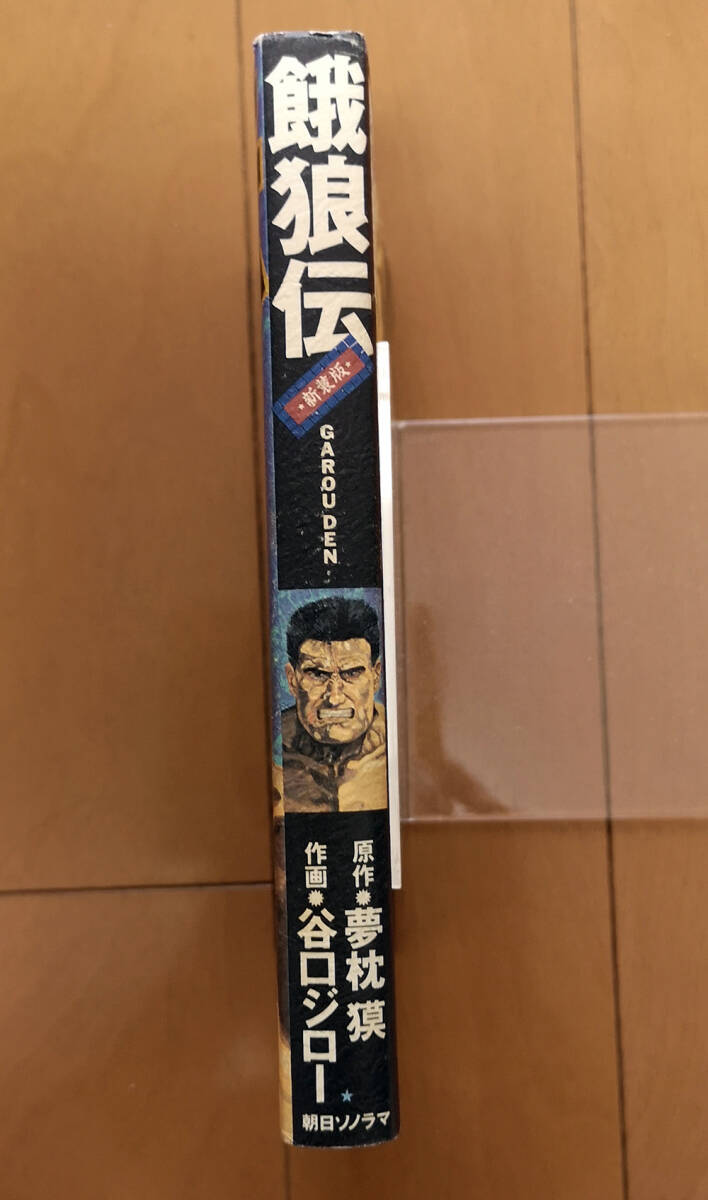 餓狼伝
★新装版★
GAROU DEN
原作✹夢枕 獏
作画✹谷口ジロー
朝日ソノラマ